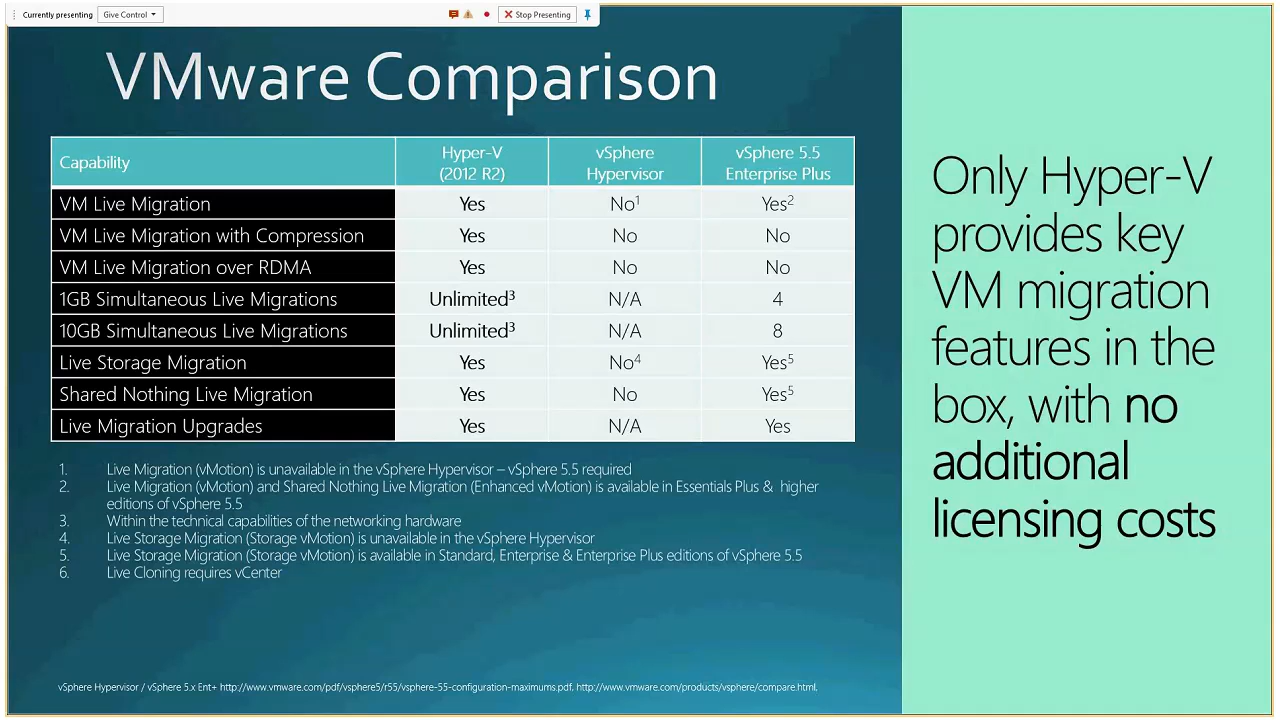 Currently presenting Give Control Stop Presenting
VMware Comparison
Capability Hyper-V (2012 R2) vSphere Hypervisor vSphere 5.5 Enterprise Plus
VM Live Migration Yes No1 Yes2
VM Live Migration with Compression Yes No No
VM Live Migration over RDMA Yes No No
1GB Simultaneous Live Migrations Unlimited3 N/A 4
10GB Simultaneous Live Migrations Unlimited3 N/A 8
Live Storage Migration Yes No4 Yes5
Shared Nothing Live Migration Yes No Yes5
Live Migration Upgrades Yes N/A Yes
1. Live Migration (vMotion) is unavailable in the vSphere Hypervisor – vSphere 5.5 required
2. Live Migration (vMotion) and Shared Nothing Live Migration (Enhanced vMotion) is available in Essentials Plus & higher
editions of vSphere 5.5
3. Within the technical capabilities of the networking hardware
4. Live Storage Migration (Storage vMotion) is unavailable in the vSphere Hypervisor
5. Live Storage Migration (Storage vMotion) is available in Standard, Enterprise & Enterprise Plus editions of vSphere 5.5
6. Live Cloning requires vCenter
vSphere Hypervisor / vSphere 5.x Ent+ http://www.vmware.com/pdf/vsphere5/r55/vsphere-55-configuration-maximums.pdf, http://www.vmware.com/products/vsphere/compare.html.
Only Hyper-V
provides key
VM migration
features in the
box, with no
additional
licensing costs